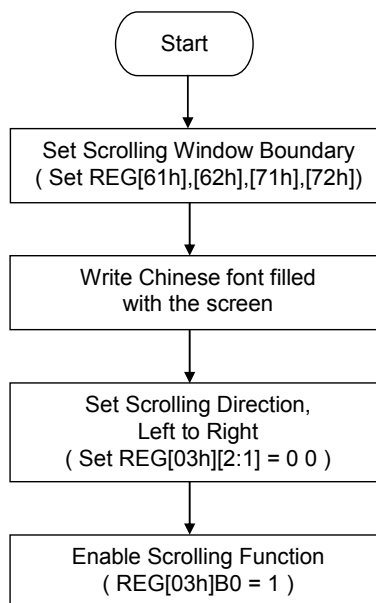 Start
Set Scrolling Window Boundary
( Set REG[61h],[62h],[71h],[72h])
Write Chinese font filled
with the screen
Set Scrolling Direction,
Left to Right
( Set REG[03h][2:1] = 0 0 )
Enable Scrolling Function
( REG[03h]B0 = 1 )